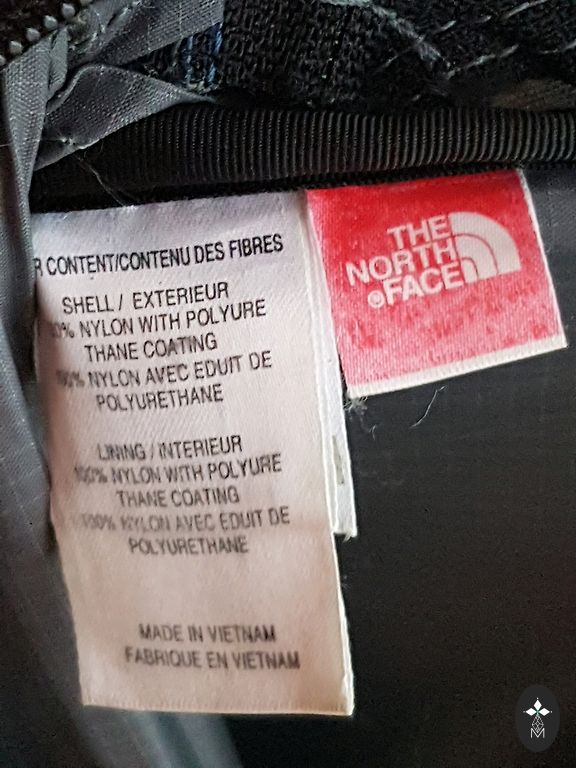 R CONTENT/CONTENU DES FIBRES
SHELL / EXTERIEUR
100% NYLON WITH POLYURE
THANE COATING
100% NYLON AVEC EDUIT DE
POLYURETHANE
LINING / INTERIEUR
100% NYLON WITH POLYURE
THANE COATING
100% NYLON AVEC EDUIT DE
POLYURETHANE
MADE IN VIETNAM
FABRIQUE EN VIETNAM
THE
NORTH
FACE
M